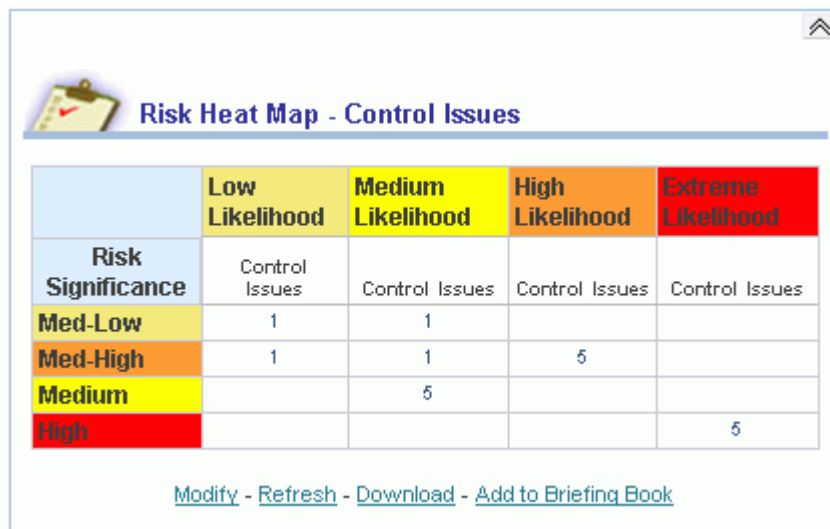 Risk Heat Map - Control Issues
Low Likelihood Medium Likelihood High Likelihood Extreme Likelihood
Risk Significance Control Issues Control Issues Control Issues Control Issues
Med-Low 1 1
Med-High 1 1 5
Medium 5
High 5
Modify - Refresh - Download - Add to Briefing Book